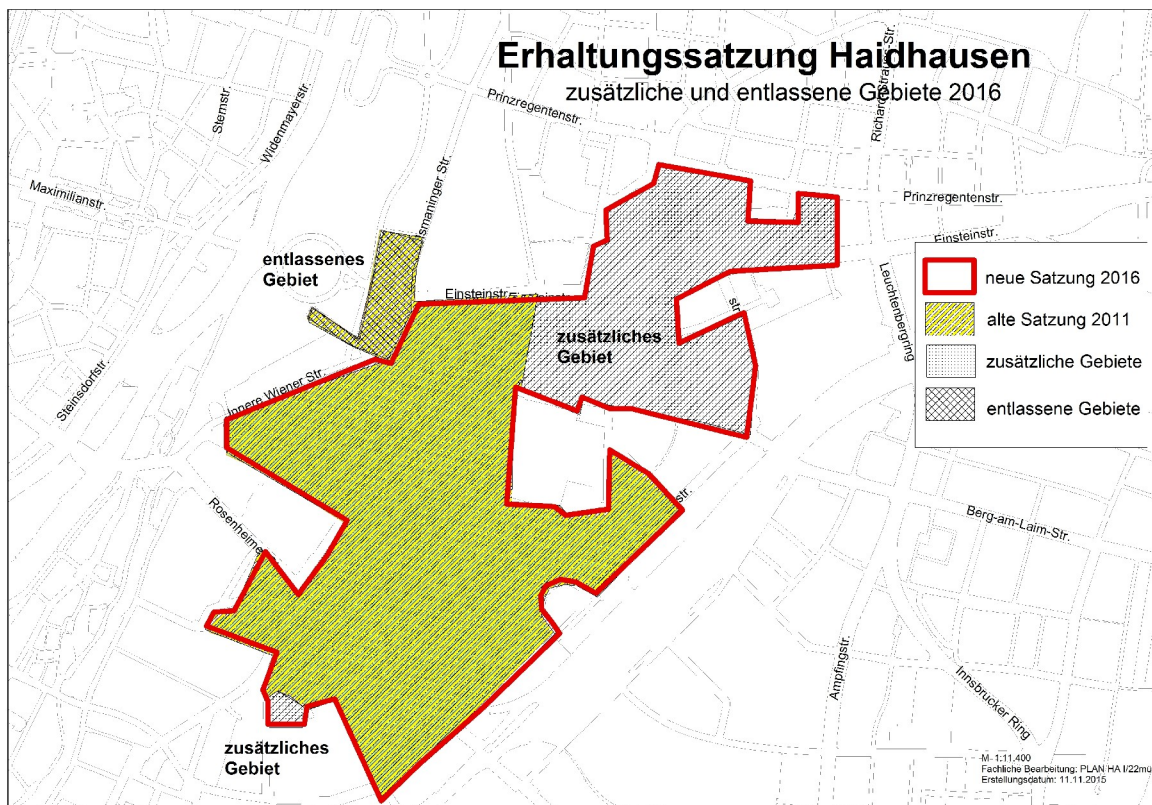 Erhaltungssatzung Haidhausen
zusätzliche und entlassene Gebiete 2016
Prinzregentenstr.
Richard-Strauss-Str.
Sternstr.
Widenmayerstr.
Maximilianstr.
Ismaninger Str.
Prinzregentenstr.
Einsteinstr.
entlassenes
Gebiet
Einsteinstr.
zusätzliches
Gebiet
str.
Leuchtenbergring
neue Satzung 2016
alte Satzung 2011
zusätzliche Gebiete
entlassene Gebiete
Steinsdorfstr.
Innere Wiener Str.
Rosenheimer
str.
Berg-am-Laim-Str.
Ampfingstr.
Innsbrucker Ring
zusätzliches
Gebiet
M- 1:11.400
Fachliche Bearbeitung: PLAN HA I/22mü
Erstellungsdatum: 11.11.2015